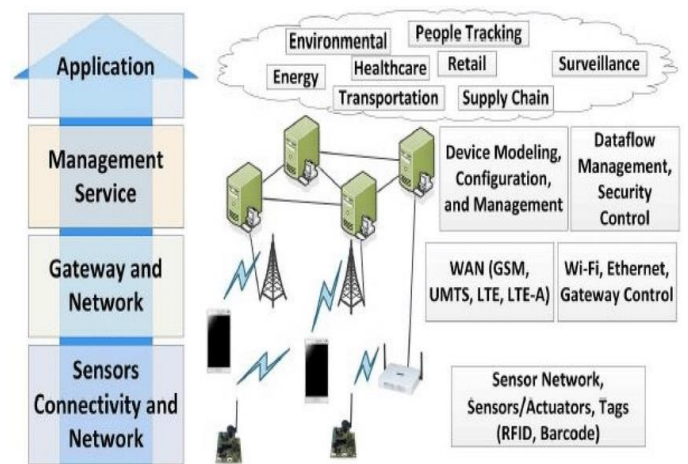 Application
Environmental
People Tracking
Energy
Healthcare
Retail
Surveillance
Transportation
Supply Chain
Management
Service
Device Modeling,
Configuration,
and Management
Dataflow
Management,
Security
Control
Gateway and
Network
WAN (GSM,
UMTS, LTE, LTE-A)
Wi-Fi, Ethernet,
Gateway Control
Sensors
Connectivity and
Network
Sensor Network,
Sensors/Actuators, Tags
(RFID, Barcode)